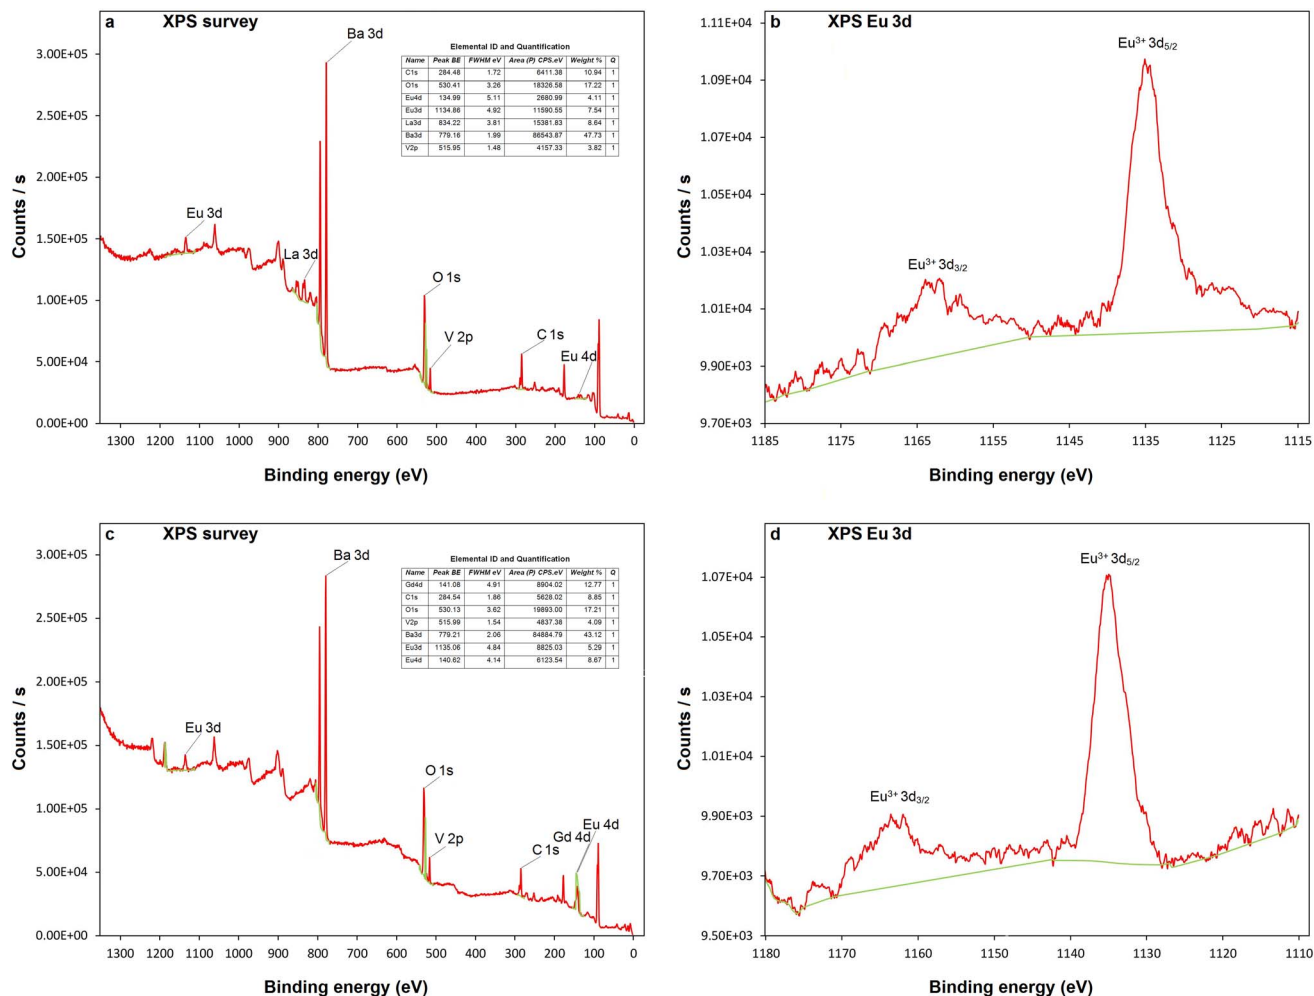 a XPS survey
Ba 3d
3.00E+05
2.50E+05
2.00E+05
1.50E+05
1.00E+05
5.00E+04
0.00E+00
Counts / s
Elemental ID and Quantification
Name Peak BE FWHM eV Area (P) CPS.eV Weight % Q
C1s 284.48 1.72 6411.38 10.94 1
O1s 530.41 3.26 18326.58 17.22 1
Eu4d 134.99 5.11 2680.99 4.11 1
Eu3d 1134.86 4.92 11590.55 7.54 1
La3d 834.22 3.81 15381.83 8.64 1
Ba3d 779.16 1.99 86543.87 47.73 1
V2p 515.95 1.48 4157.33 3.82 1
Eu 3d
La 3d
O 1s
V 2p
C 1s
Eu 4d
1300 1200 1100 1000 900 800 700 600 500 400 300 200 100 0
Binding energy (eV)
b XPS Eu 3d
1.11E+04
1.09E+04
1.07E+04
1.05E+04
1.03E+04
1.01E+04
9.90E+03
9.70E+03
Counts / s
Eu³⁺ 3d₅/₂
Eu³⁺ 3d₃/₂
1185 1175 1165 1155 1145 1135 1125 1115
Binding energy (eV)
c XPS survey
Ba 3d
3.00E+05
2.50E+05
2.00E+05
1.50E+05
1.00E+05
5.00E+04
0.00E+00
Counts / s
Elemental ID and Quantification
Name Peak BE FWHM eV Area (P) CPS.eV Weight % Q
Gd4d 141.08 4.91 8904.02 12.77 1
C1s 284.54 1.86 5628.02 8.85 1
O1s 530.13 3.62 19893.00 17.21 1
V2p 515.99 1.54 4837.38 4.09 1
Ba3d 779.21 2.06 84884.79 43.12 1
Eu3d 1135.06 4.84 8825.03 5.29 1
Eu4d 140.62 4.14 6123.54 8.67 1
Eu 3d
O 1s
V 2p
C 1s
Gd 4d
Eu 4d
1300 1200 1100 1000 900 800 700 600 500 400 300 200 100 0
Binding energy (eV)
d XPS Eu 3d
1.07E+04
1.05E+04
1.03E+04
1.01E+04
9.90E+03
9.70E+03
9.50E+03
Counts / s
Eu³⁺ 3d₅/₂
Eu³⁺ 3d₃/₂
1180 1170 1160 1150 1140 1130 1120 1110
Binding energy (eV)